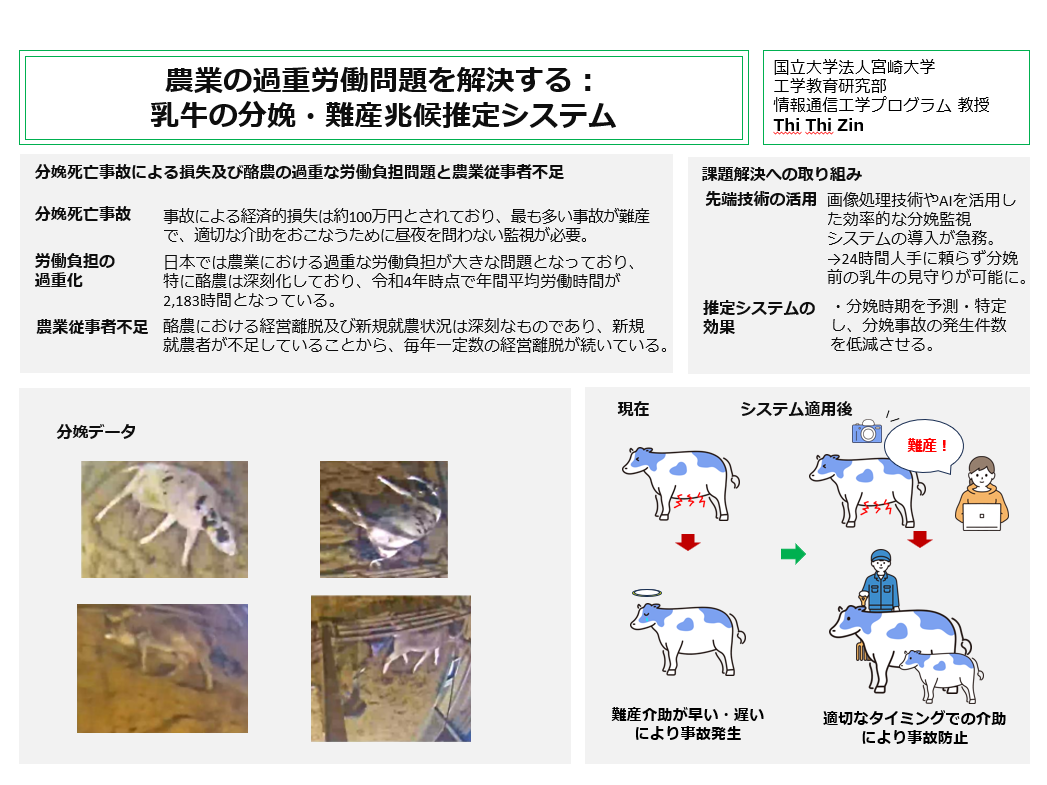 農業の過重労働問題を解決する：
乳牛の分娩・難産兆候推定システム
国立大学法人宮崎大学
工学教育研究部
情報通信工学プログラム 教授
Thi Thi Zin
分娩死亡事故による損失及び酪農の過重な労働負担問題と農業従事者不足
分娩死亡事故
事故による経済的損失は約100万円とされており、最も多い事故が難産
で、適切な介助をおこなうために昼夜を問わない監視が必要。
労働負担の
過重化
日本では農業における過重な労働負担が大きな問題となっており、
特に酪農は深刻化しており、令和4年時点で年間平均労働時間が
2,183時間となっている。
農業従事者不足
酪農における経営離脱及び新規就農状況は深刻なものであり、新規
就農者が不足していることから、毎年一定数の経営離脱が続いている。
課題解決への取り組み
先端技術の活用
画像処理技術やAIを活用し
た効率的な分娩監視
システムの導入が急務。
→24時間人手に頼らず分娩
前の乳牛の見守りが可能に。
推定システムの
効果
・分娩時期を予測・特定
し、分娩事故の発生件数
を低減させる。
分娩データ
現在
システム適用後
難産！
難産介助が早い・遅い
により事故発生
適切なタイミングでの介助
により事故防止